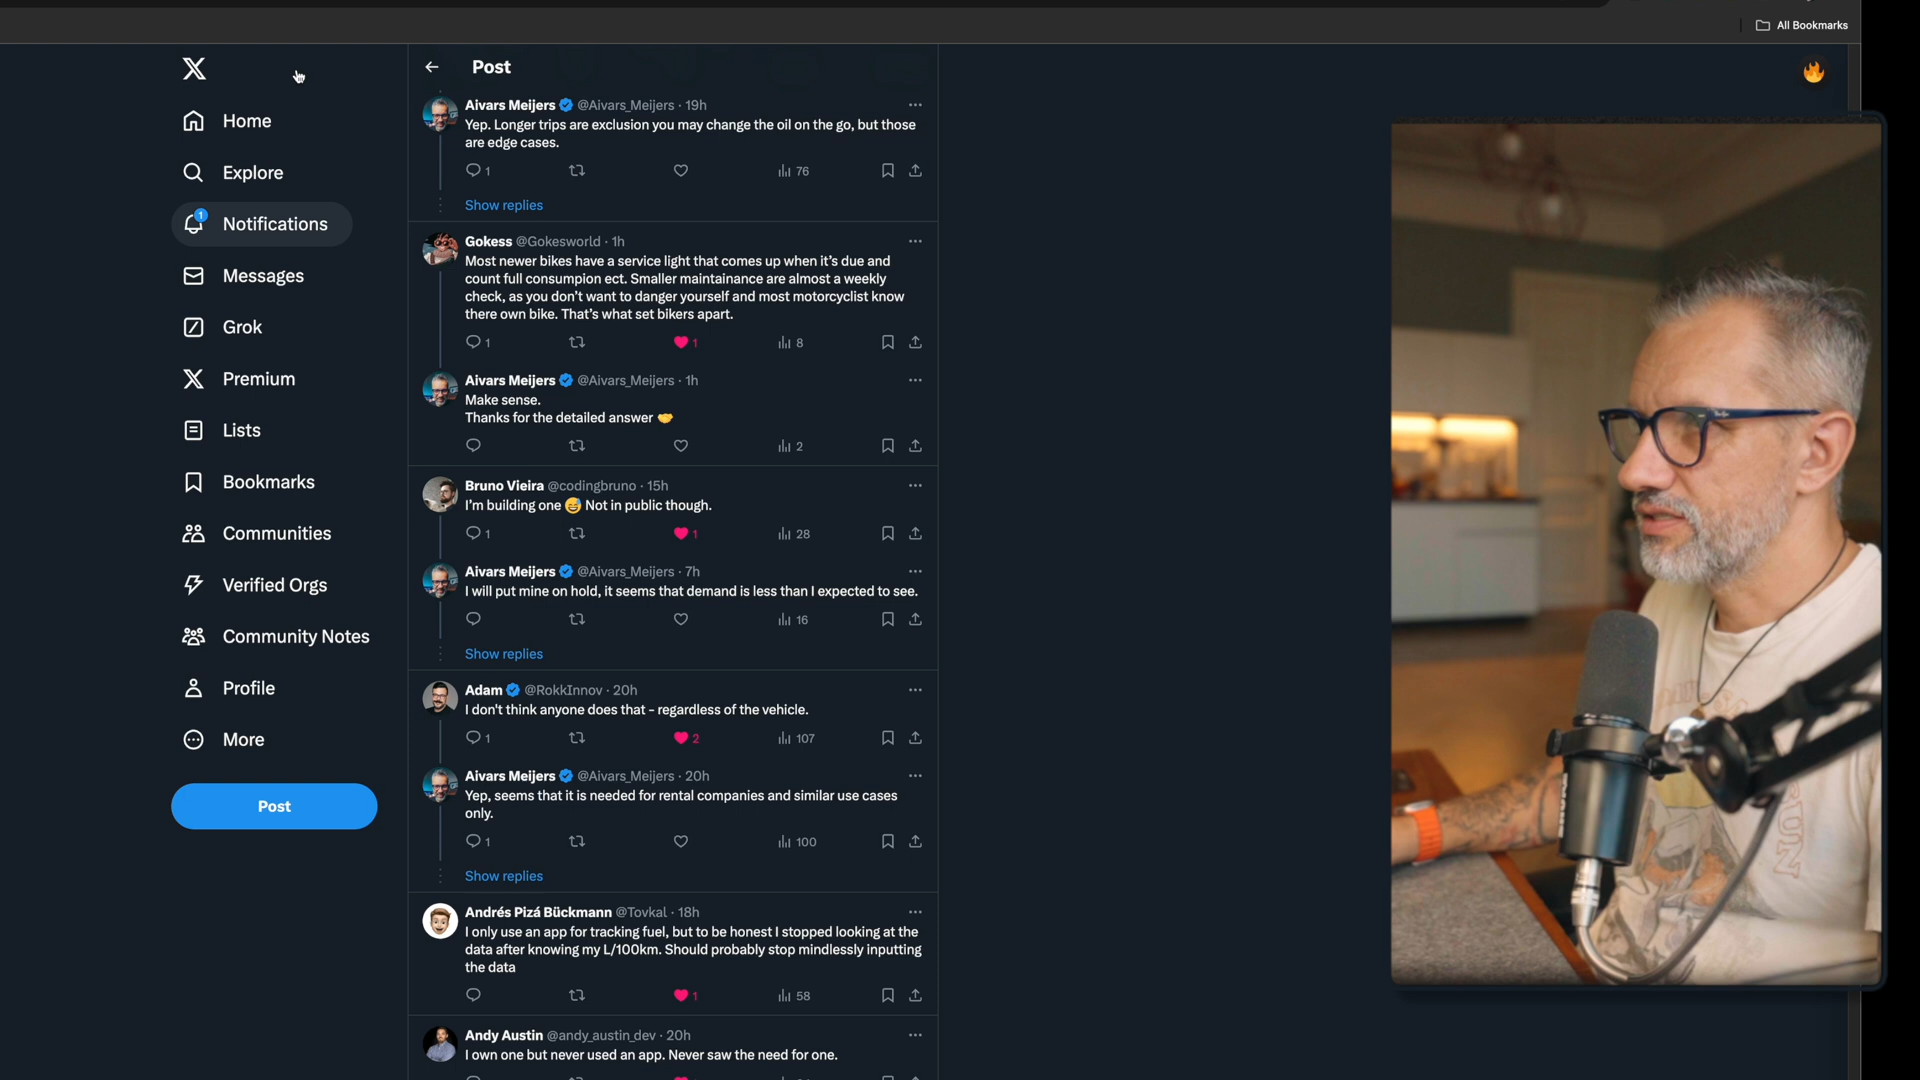 All Bookmarks
Home
Explore
1
Notifications
Messages
Grok
Premium
Lists
Bookmarks
Communities
Verified Orgs
Community Notes
Profile
More
Post
Post
Aivars Meijers @Aivars_Meijers · 19h
Yep. Longer trips are exclusion you may change the oil on the go, but those
are edge cases.
1 76
Show replies
Gokess @Gokesworld · 1h
Most newer bikes have a service light that comes up when it’s due and
count full consumpion ect. Smaller maintainance are almost a weekly
check, as you don’t want to danger yourself and most motorcyclist know
there own bike. That’s what set bikers apart.
1 1 8
Aivars Meijers @Aivars_Meijers · 1h
Make sense.
Thanks for the detailed answer 🤝
2
Bruno Vieira @codingbruno · 15h
I’m building one 😅 Not in public though.
1 1 28
Aivars Meijers @Aivars_Meijers · 7h
I will put mine on hold, it seems that demand is less than I expected to see.
16
Show replies
Adam @RokkInnov · 20h
I don't think anyone does that – regardless of the vehicle.
1 2 107
Aivars Meijers @Aivars_Meijers · 20h
Yep, seems that it is needed for rental companies and similar use cases
only.
1 100
Show replies
Andrés Pizá Bückmann @Tovkal · 18h
I only use an app for tracking fuel, but to be honest I stopped looking at the
data after knowing my L/100km. Should probably stop mindlessly inputting
the data
1 58
Andy Austin @andy_austin_dev · 20h
I own one but never used an app. Never saw the need for one.
Ray-Ban